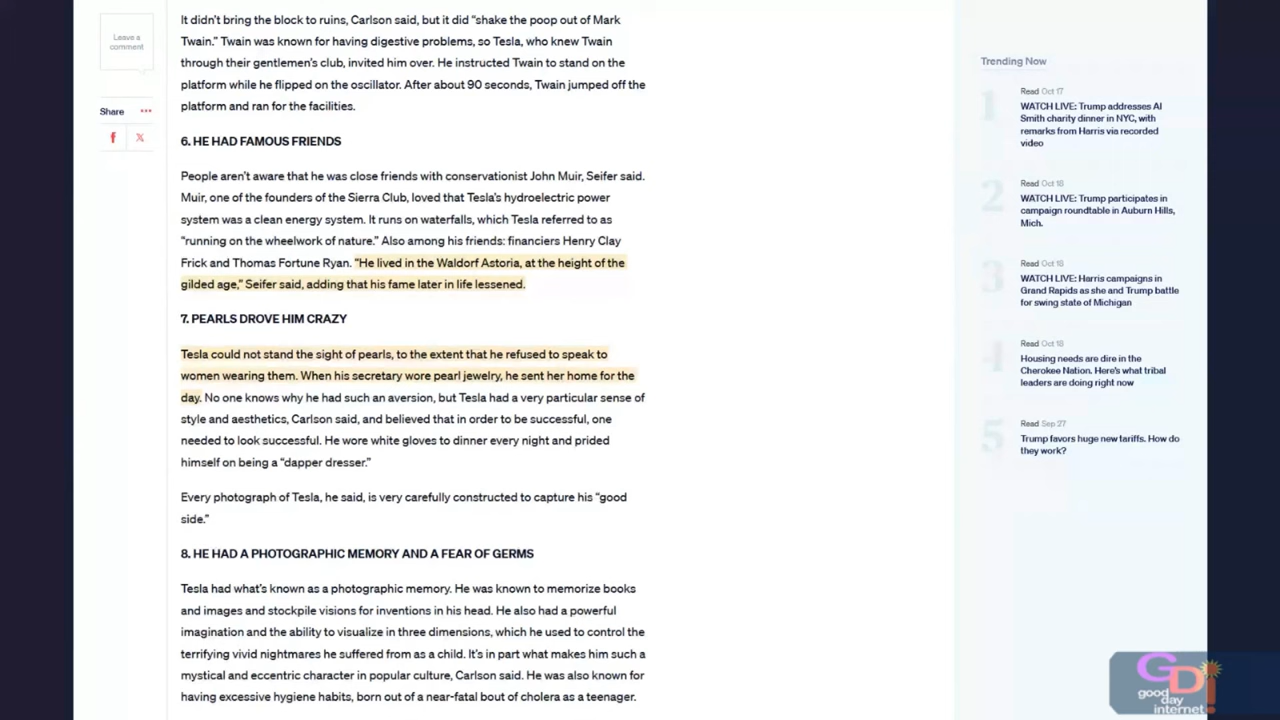 It didn't bring the block to ruins, Carlson said, but it did “shake the poop out of Mark
Twain.” Twain was known for having digestive problems, so Tesla, who knew Twain
through their gentlemen's club, invited him over. He instructed Twain to stand on the
platform while he flipped on the oscillator. After about 90 seconds, Twain jumped off the
platform and ran for the facilities.
Leave a
comment
Share
6. HE HAD FAMOUS FRIENDS
People aren't aware that he was close friends with conservationist John Muir, Seifer said.
Muir, one of the founders of the Sierra Club, loved that Tesla's hydroelectric power
system was a clean energy system. It runs on waterfalls, which Tesla referred to as
“running on the wheelwork of nature.” Also among his friends: financiers Henry Clay
Frick and Thomas Fortune Ryan. “He lived in the Waldorf Astoria, at the height of the
gilded age,” Seifer said, adding that his fame later in life lessened.
7. PEARLS DROVE HIM CRAZY
Tesla could not stand the sight of pearls, to the extent that he refused to speak to
women wearing them. When his secretary wore pearl jewelry, he sent her home for the
day. No one knows why he had such an aversion, but Tesla had a very particular sense of
style and aesthetics, Carlson said, and believed that in order to be successful, one
needed to look successful. He wore white gloves to dinner every night and prided
himself on being a “dapper dresser.”
Every photograph of Tesla, he said, is very carefully constructed to capture his “good
side.”
8. HE HAD A PHOTOGRAPHIC MEMORY AND A FEAR OF GERMS
Tesla had what's known as a photographic memory. He was known to memorize books
and images and stockpile visions for inventions in his head. He also had a powerful
imagination and the ability to visualize in three dimensions, which he used to control the
terrifying vivid nightmares he suffered from as a child. It's in part what makes him such a
mystical and eccentric character in popular culture, Carlson said. He was also known for
having excessive hygiene habits, born out of a near-fatal bout of cholera as a teenager.
Trending Now
1
Read Oct 17
WATCH LIVE: Trump addresses Al
Smith charity dinner in NYC, with
remarks from Harris via recorded
video
2
Read Oct 18
WATCH LIVE: Trump participates in
campaign roundtable in Auburn Hills,
Mich.
3
Read Oct 18
WATCH LIVE: Harris campaigns in
Grand Rapids as she and Trump battle
for swing state of Michigan
4
Read Oct 18
Housing needs are dire in the
Cherokee Nation. Here's what tribal
leaders are doing right now
5
Read Sep 27
Trump favors huge new tariffs. How do
they work?
GDI
good
day
internet!